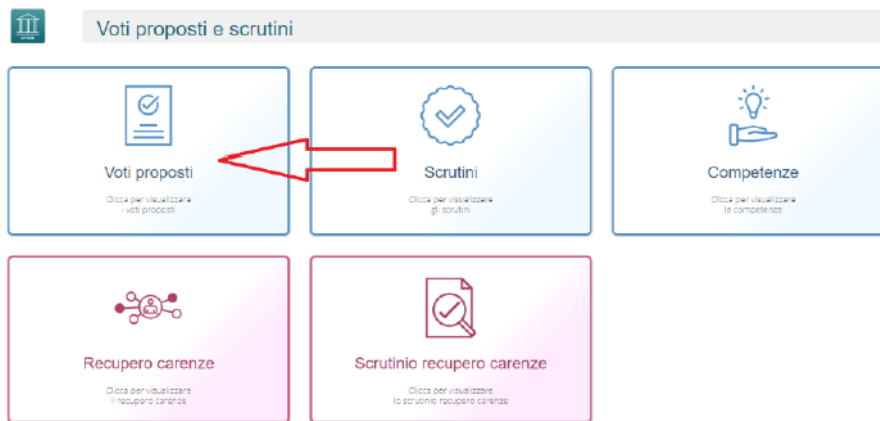 Voti proposti e scrutini
Voti proposti
Clicca per visualizzare
i voti proposti
Scrutini
Clicca per visualizzare
gli scrutini
Competenze
Clicca per visualizzare
le competenze
Recupero carenze
Clicca per visualizzare
il recupero carenze
Scrutinio recupero carenze
Clicca per visualizzare
lo scrutinio recupero carenze